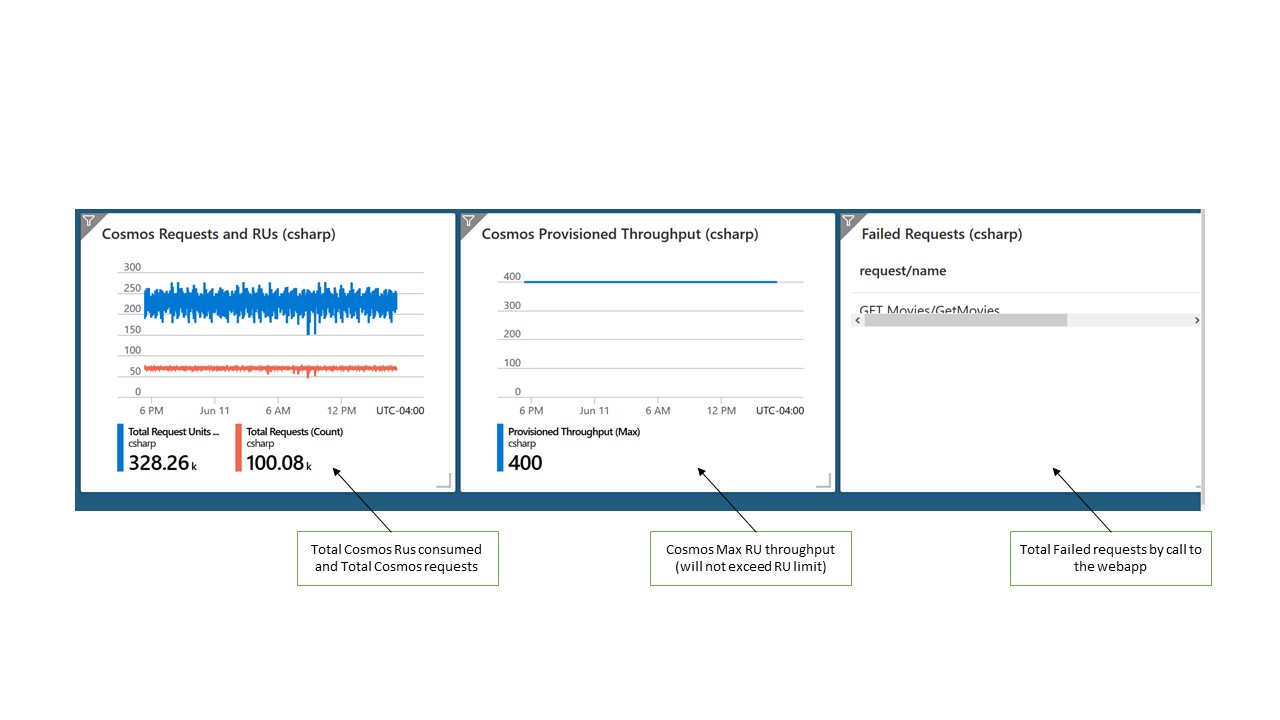 Cosmos Requests and RUs (csharp)
300
250
200
150
100
50
0
6 PM
Jun 11
6 AM
12 PM
UTC-04:00
Total Request Units ...
csharp
328.26 k
Total Requests (Count)
csharp
100.08 k
Cosmos Provisioned Throughput (csharp)
400
300
200
100
0
6 PM
Jun 11
6 AM
12 PM
UTC-04:00
Provisioned Throughput (Max)
csharp
400
Failed Requests (csharp)
request/name
GET Movies/GetMovies
Total Cosmos Rus consumed
and Total Cosmos requests
Cosmos Max RU throughput
(will not exceed RU limit)
Total Failed requests by call to
the webapp